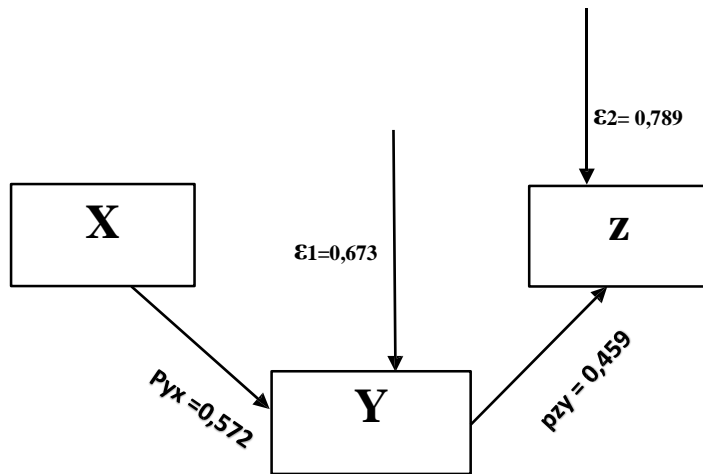 ε2= 0,789
X
z
ε1=0,673
Pyx =0,572
Y
pzy = 0,459